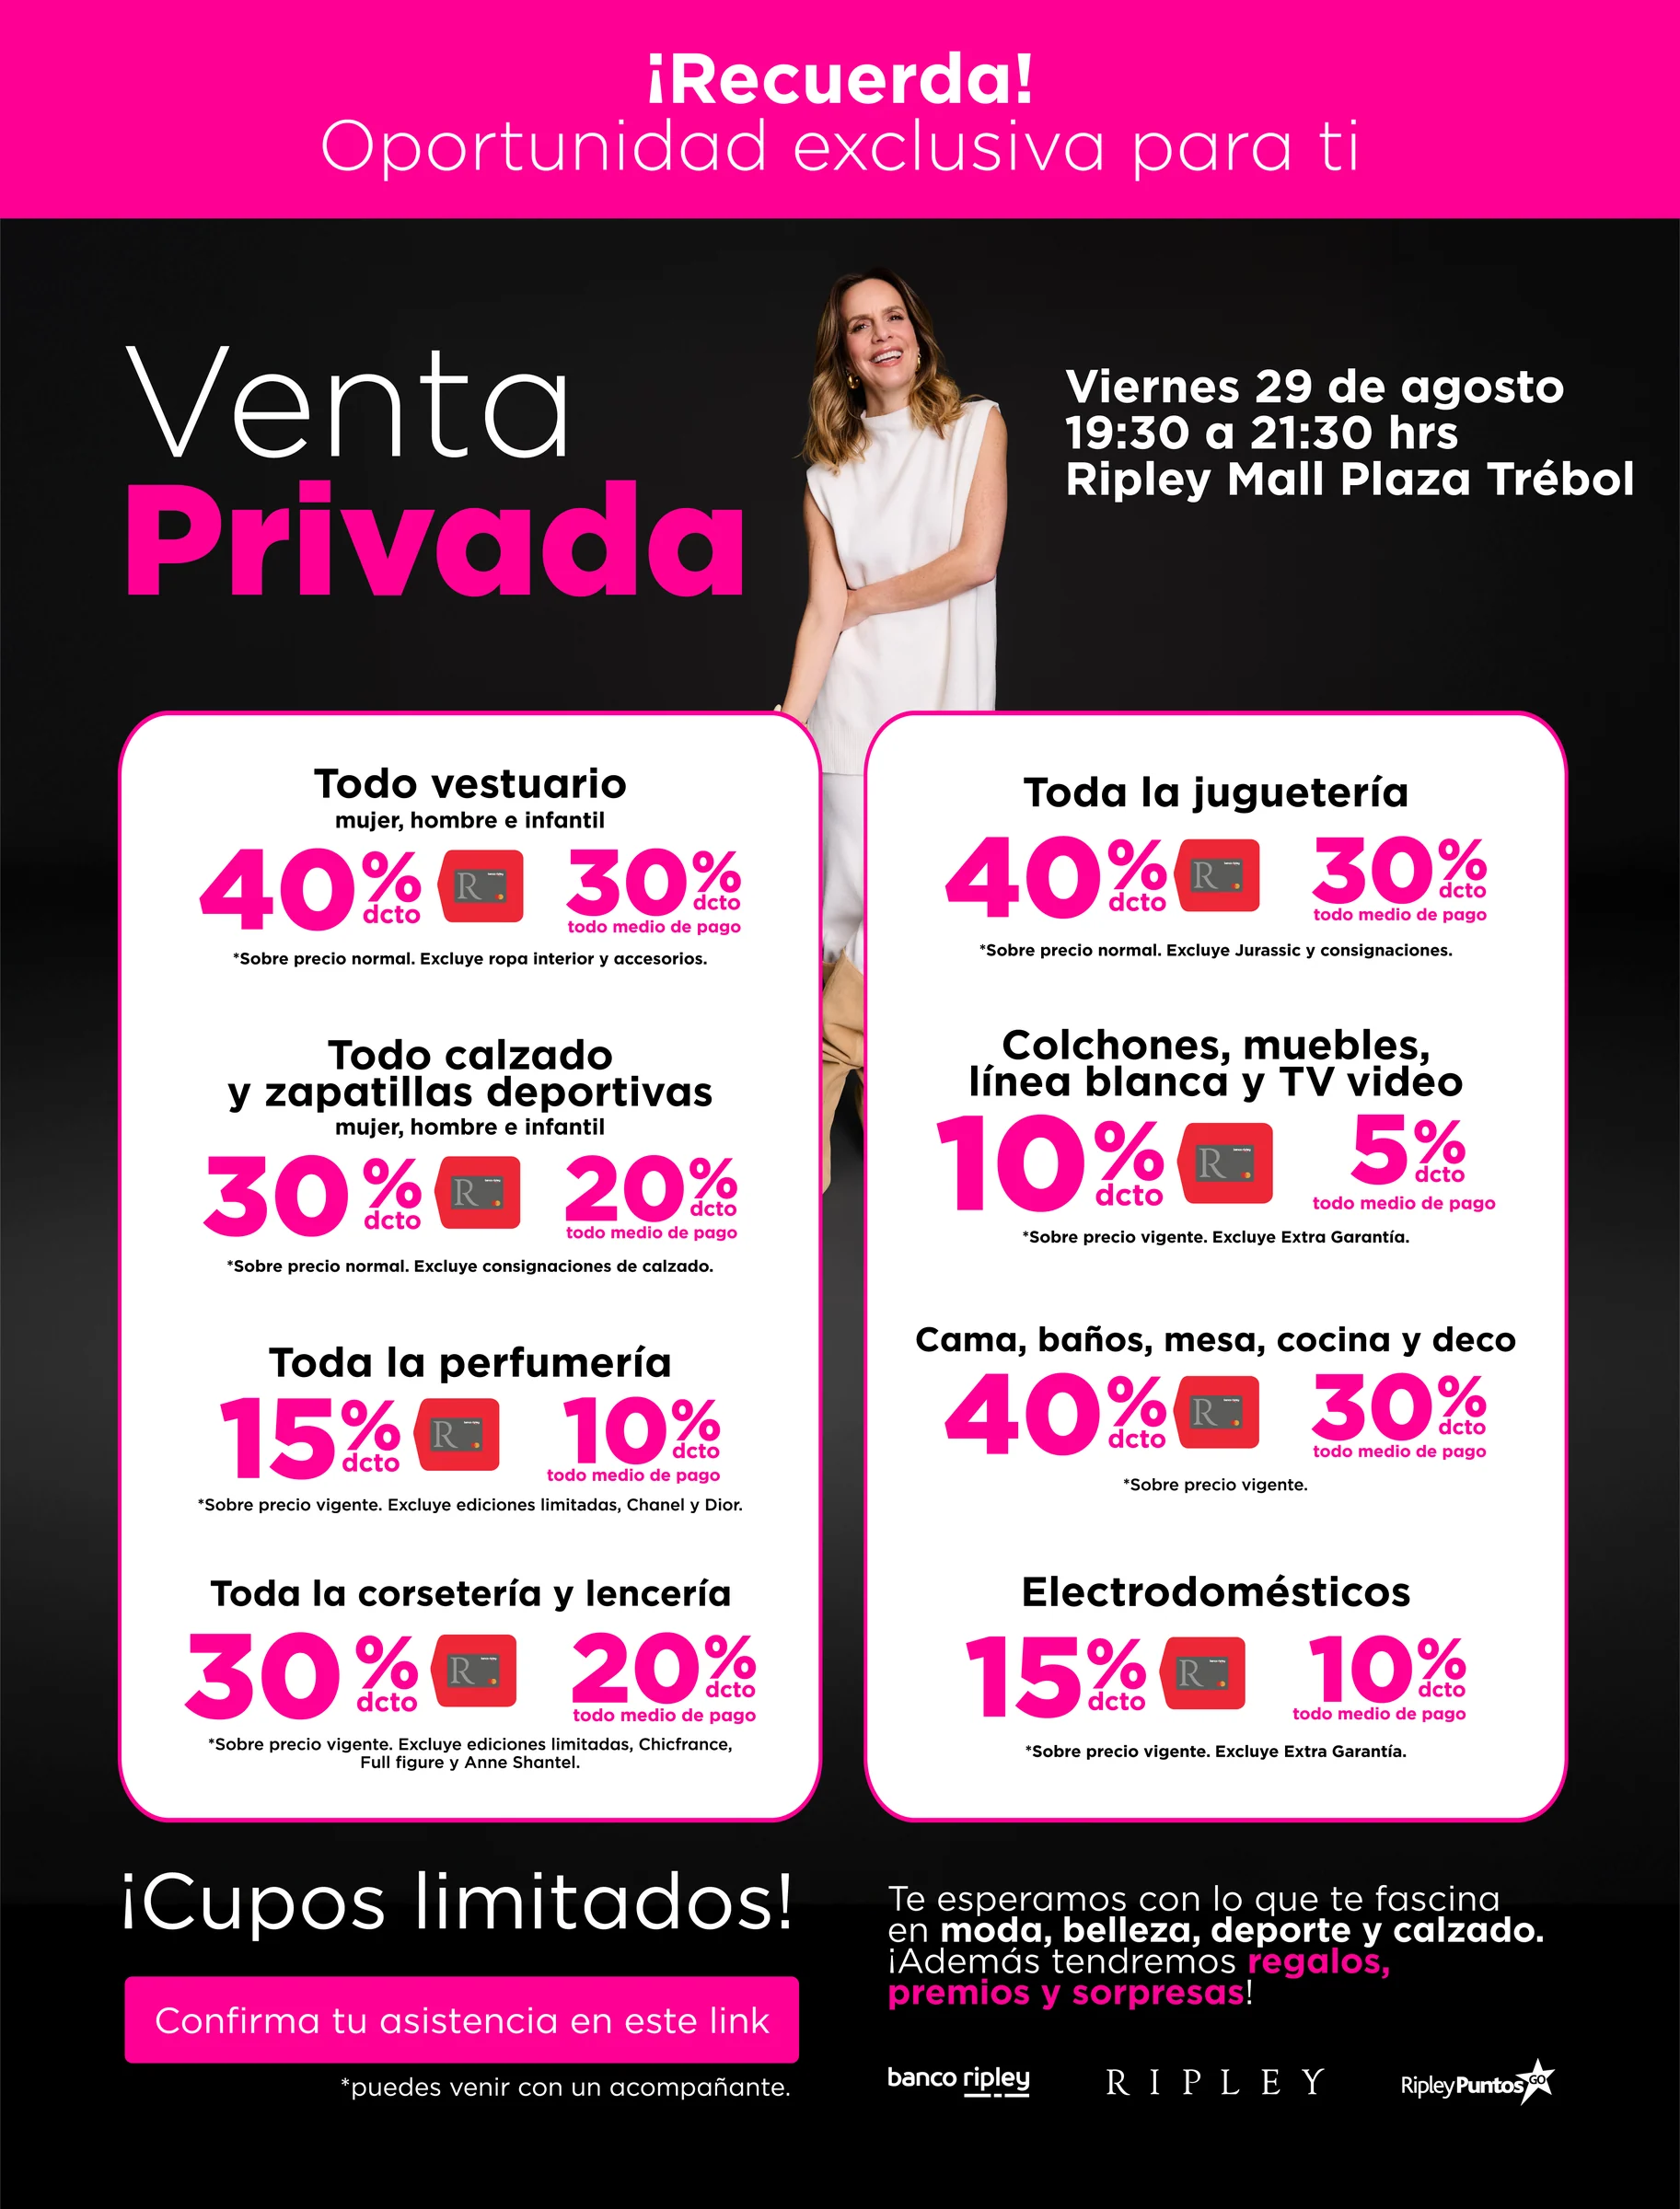 ¡Recuerda!
Oportunidad exclusiva para ti
Venta
Privada
Viernes 29 de agosto
19:30 a 21:30 hrs
Ripley Mall Plaza Trébol
Todo vestuario
mujer, hombre e infantil
40% dcto
R
30% dcto
todo medio de pago
*Sobre precio normal. Excluye ropa interior y accesorios.
Todo calzado
y zapatillas deportivas
mujer, hombre e infantil
30% dcto
R
20% dcto
todo medio de pago
*Sobre precio normal. Excluye consignaciones de calzado.
Toda la perfumería
15% dcto
R
10% dcto
todo medio de pago
*Sobre precio vigente. Excluye ediciones limitadas, Chanel y Dior.
Toda la corsetería y lencería
30% dcto
R
20% dcto
todo medio de pago
*Sobre precio vigente. Excluye ediciones limitadas, Chicfrance,
Full figure y Anne Shantel.
Toda la juguetería
40% dcto
R
30% dcto
todo medio de pago
*Sobre precio normal. Excluye Jurassic y consignaciones.
Colchones, muebles,
línea blanca y TV video
10% dcto
R
5% dcto
todo medio de pago
*Sobre precio vigente. Excluye Extra Garantía.
Cama, baños, mesa, cocina y deco
40% dcto
R
30% dcto
todo medio de pago
*Sobre precio vigente.
Electrodomésticos
15% dcto
R
10% dcto
todo medio de pago
*Sobre precio vigente. Excluye Extra Garantía.
¡Cupos limitados!
Confirma tu asistencia en este link
*puedes venir con un acompañante.
Te esperamos con lo que te fascina
en moda, belleza, deporte y calzado.
¡Además tendremos regalos,
premios y sorpresas!
banco ripley
RIPLEY
RipleyPuntos GO